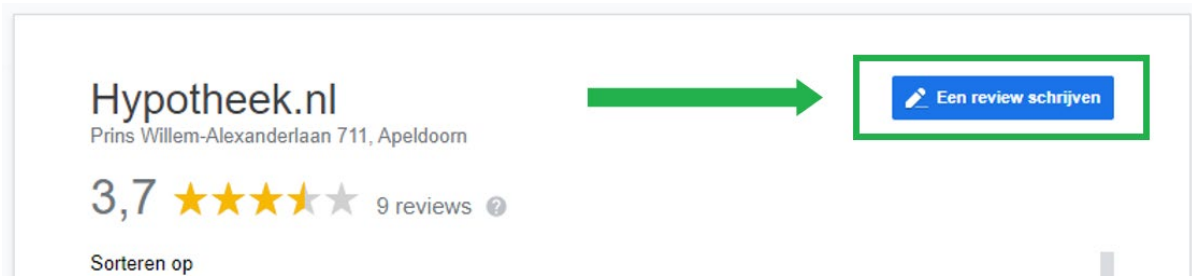 Hypotheek.nl
Een review schrijven
Prins Willem-Alexanderlaan 711, Apeldoorn
3,7 9 reviews ?
Sorteren op